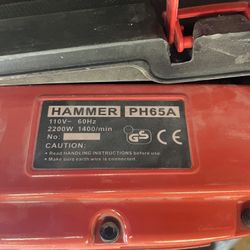 HAMMER PH65A
110V~ 60Hz
2200W 1400/min
No:
CAUTION:
• Read HANDLING INSTRUCTIONS before use.
• Make sure earth wire is connected.
GS